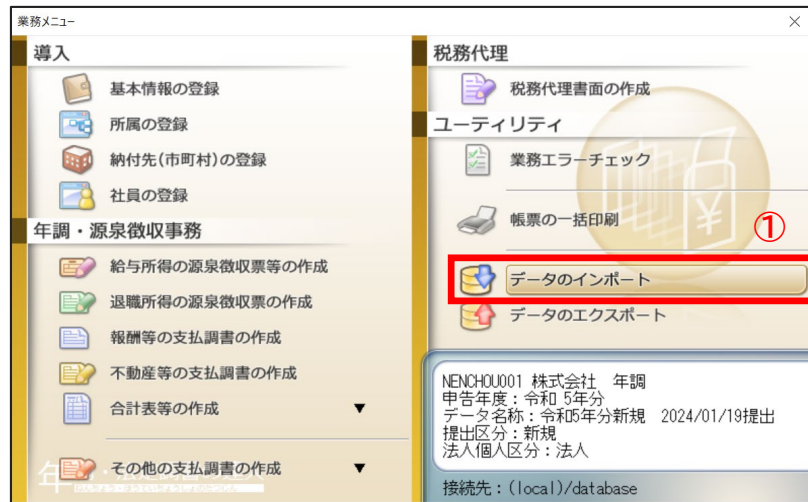 業務メニュー
導入
基本情報の登録
所属の登録
納付先(市町村)の登録
社員の登録
年調・源泉徴収事務
給与所得の源泉徴収票等の作成
退職所得の源泉徴収票の作成
報酬等の支払調書の作成
不動産等の支払調書の作成
合計表等の作成 ▼
その他の支払調書の作成 ▼
税務代理
税務代理書面の作成
ユーティリティ
業務エラーチェック
帳票の一括印刷
①
データのインポート
データのエクスポート
NENCHOU001 株式会社 年調
申告年度：令和 5年分
データ名称：令和5年分新規 2024/01/19提出
提出区分：新規
法人個人区分：法人
接続先：(local)/database